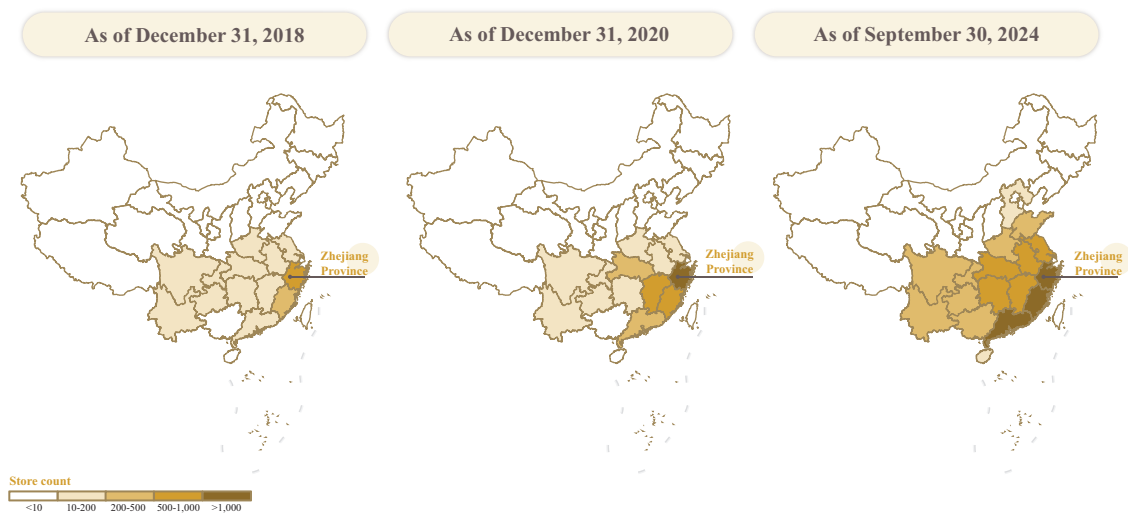 As of December 31, 2018
As of December 31, 2020
As of September 30, 2024
Zhejiang
Province
Zhejiang
Province
Zhejiang
Province
Store count
<10
10-200
200-500
500-1,000
>1,000